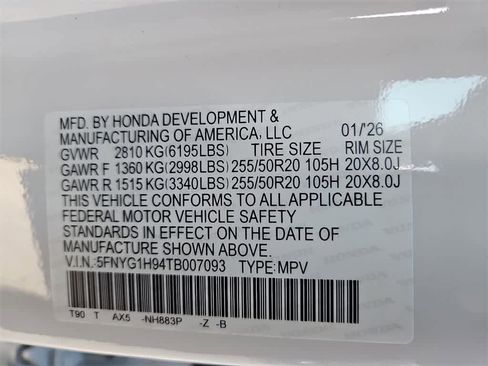 MFD. BY HONDA DEVELOPMENT &
MANUFACTURING OF AMERICA, LLC 01/'26
GVWR 2810 KG(6195LBS) TIRE SIZE RIM SIZE
GAWR F 1360 KG(2998LBS) 255/50R20 105H 20X8.0J
GAWR R 1515 KG(3340LBS) 255/50R20 105H 20X8.0J
THIS VEHICLE CONFORMS TO ALL APPLICABLE
FEDERAL MOTOR VEHICLE SAFETY
STANDARDS IN EFFECT ON THE DATE OF
MANUFACTURE SHOWN ABOVE.
V.I.N.:5FNYG1H94TB007093 TYPE:MPV
T90 T AX5 -NH883P -Z -B